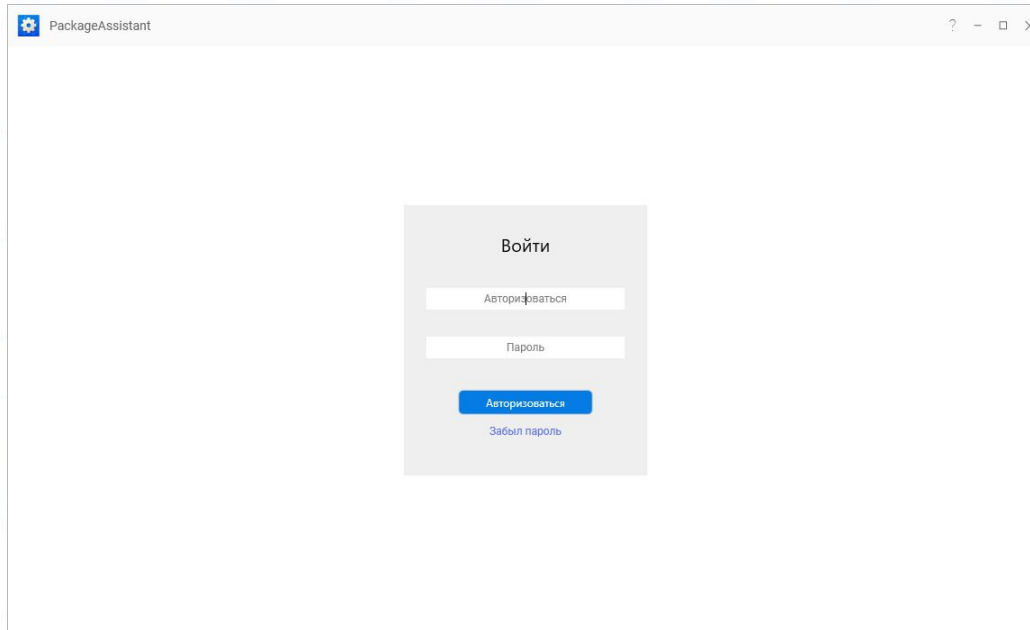 PackageAssistant
Войти
Авторизоваться
Пароль
Авторизоваться
Забыл пароль